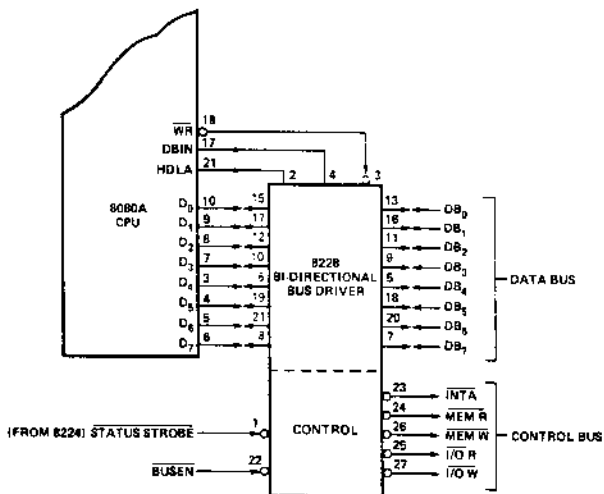 WR 18
DBIN 17
HDLA 21
2 4 3
8080A
CPU
D0 10 15 13 DB0
D1 9 17 16 DB1
D2 8 12 11 DB2
D3 7 10 9 DB3
D4 3 6 5 DB4
D5 4 19 18 DB5
D6 5 21 20 DB6
D7 6 8 7 DB7
8228
BI-DIRECTIONAL
BUS DRIVER
DATA BUS
CONTROL
23 INTA
24 MEM R
26 MEM W
25 I/O R
27 I/O W
CONTROL BUS
(FROM 8224) STATUS STROBE 1
BUSEN 22